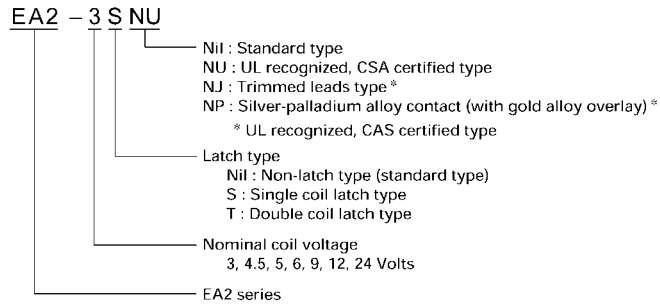 EA2 – 3 S NU
Nil : Standard type
NU : UL recognized, CSA certified type
NJ : Trimmed leads type *
NP : Silver-palladium alloy contact (with gold alloy overlay) *
* UL recognized, CAS certified type
Latch type
Nil : Non-latch type (standard type)
S : Single coil latch type
T : Double coil latch type
Nominal coil voltage
3, 4.5, 5, 6, 9, 12, 24 Volts
EA2 series